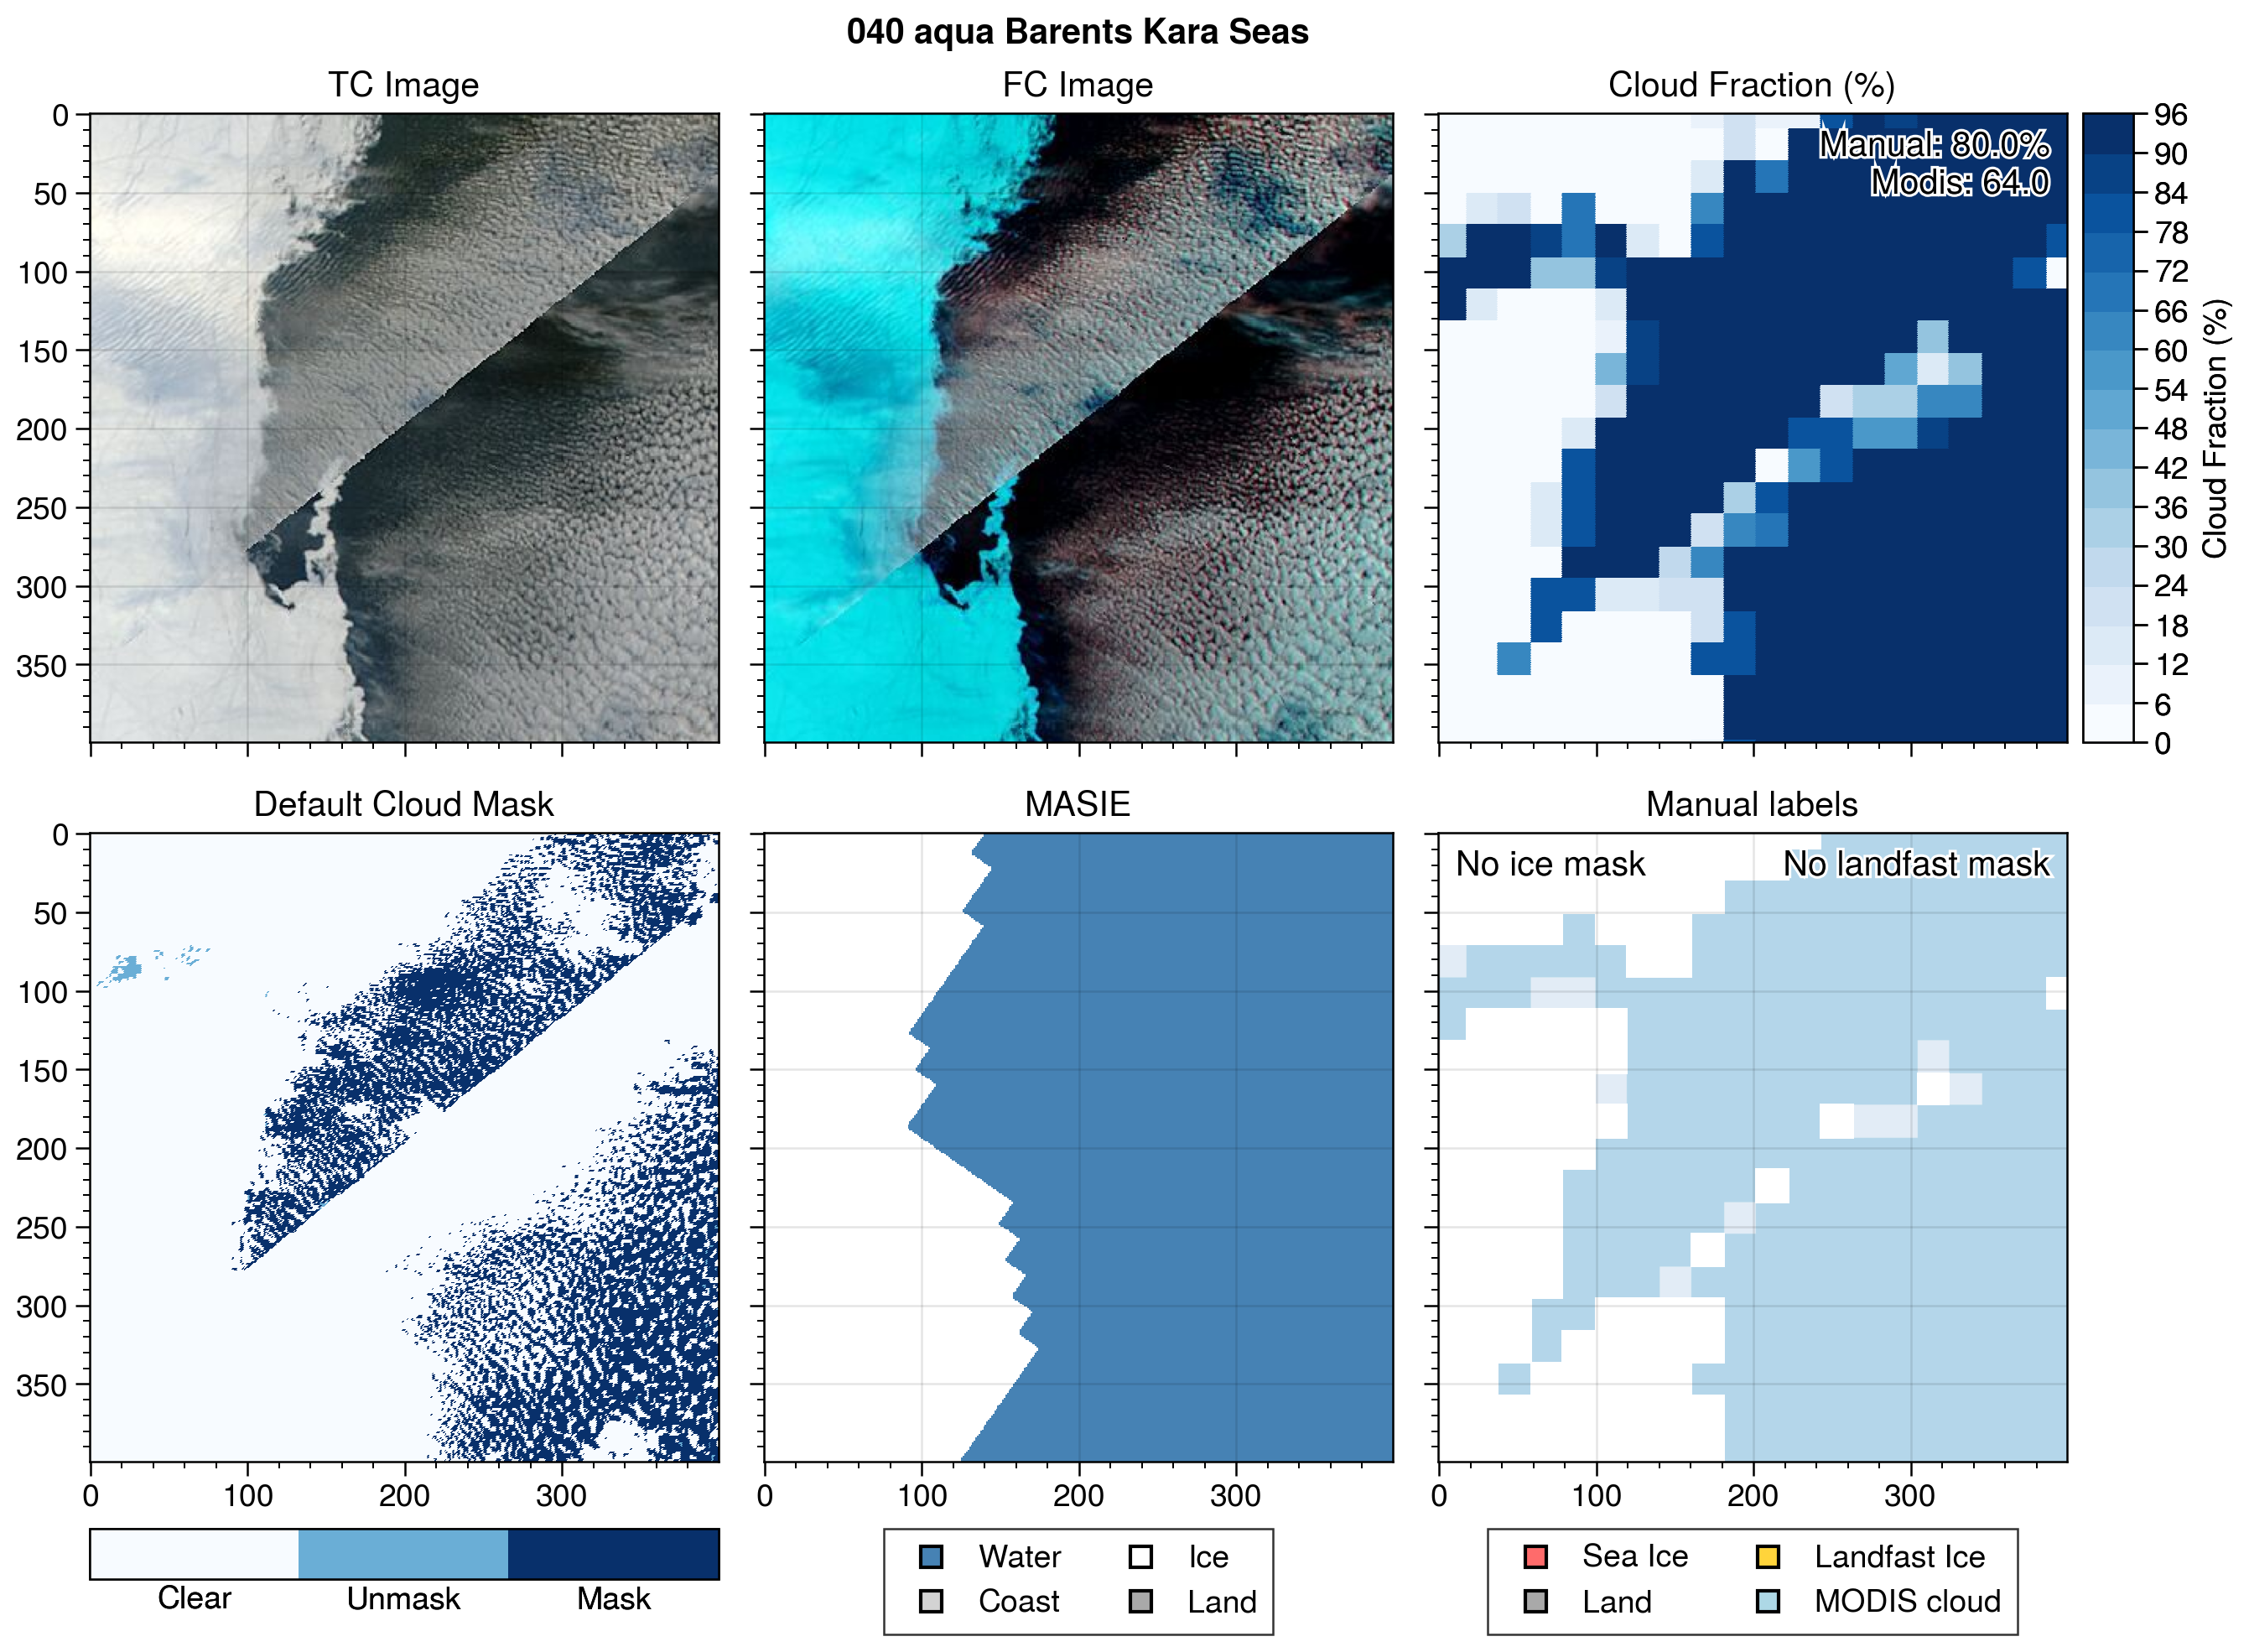 040 aqua Barents Kara Seas
TC Image
FC Image
Cloud Fraction (%)
0
50
100
150
200
250
300
350
Manual: 80.0%
Modis: 64.0
96
90
84
78
72
66
60
54
48
42
36
30
24
18
12
6
0
Cloud Fraction (%)
Default Cloud Mask
MASIE
Manual labels
0
50
100
150
200
250
300
350
No ice mask
No landfast mask
0 100 200 300
0 100 200 300
0 100 200 300
Clear Unmask Mask
Water Ice
Coast Land
Sea Ice Landfast Ice
Land MODIS cloud